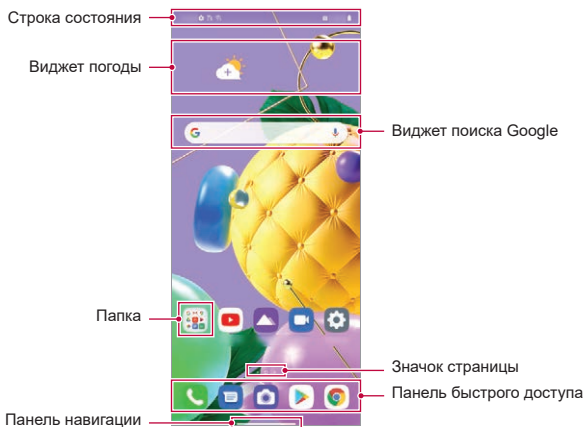 Строка состояния
Виджет погоды
Виджет поиска Google
Папка
Значок страницы
Панель быстрого доступа
Панель навигации